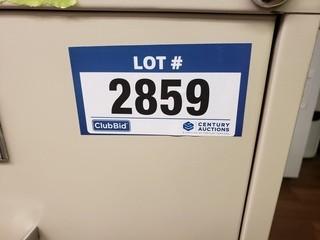 LOT #
2859
ClubBid
CENTURY
AUCTIONS